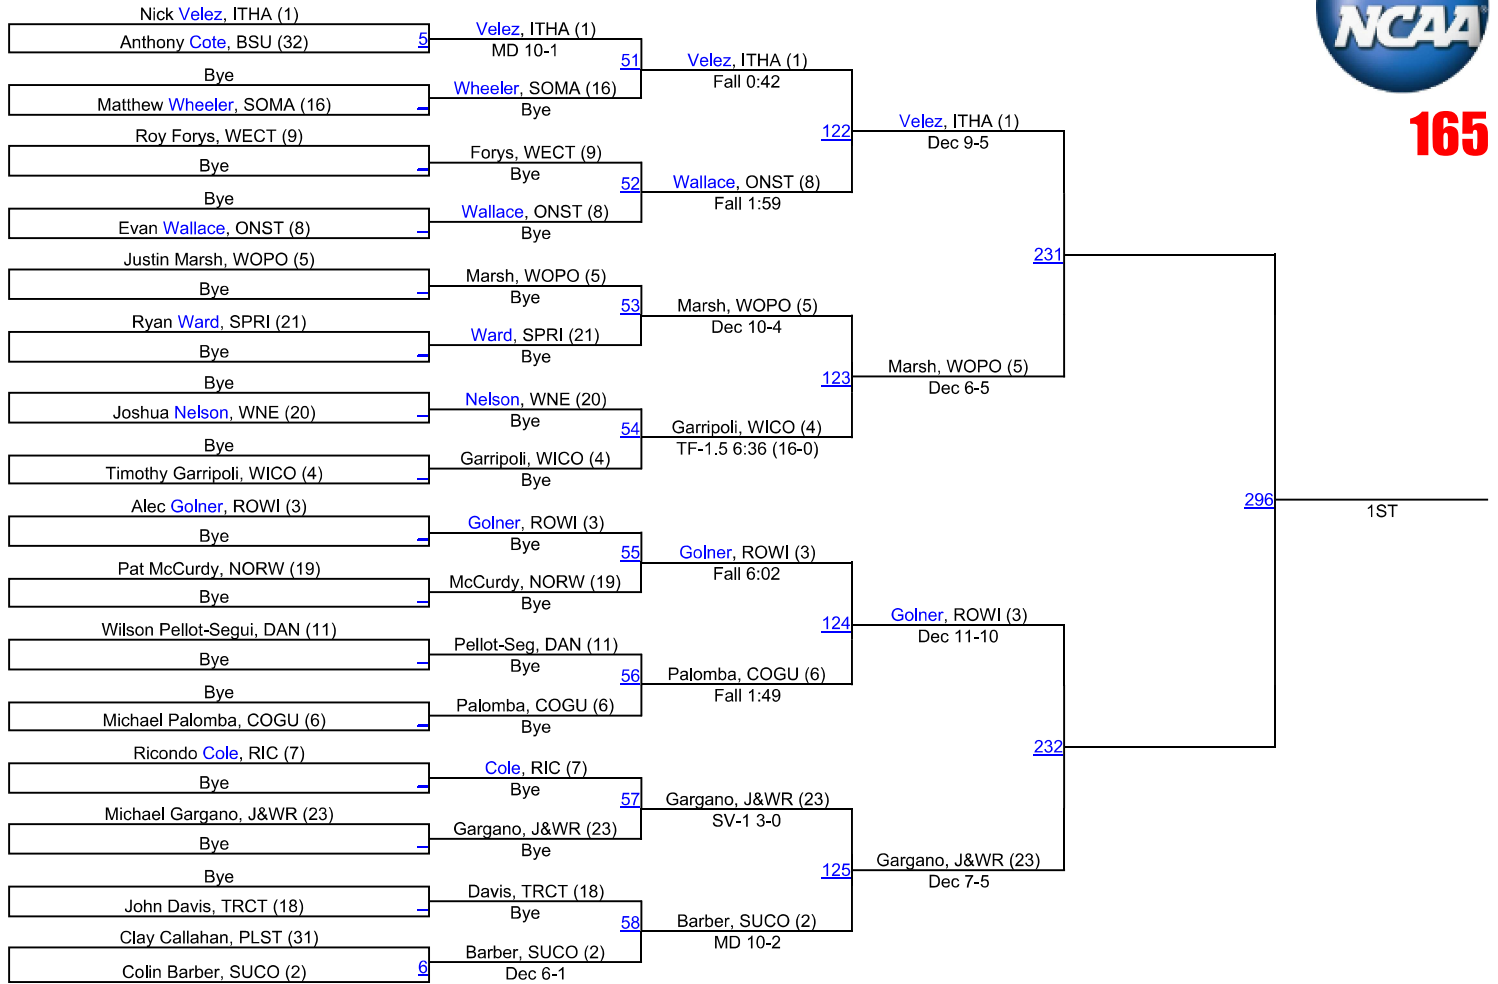 Nick Velez, ITHA (1)
Anthony Cote, BSU (32)
5
Bye
Matthew Wheeler, SOMA (16)
Roy Forys, WECT (9)
Bye
Bye
Evan Wallace, ONST (8)
Justin Marsh, WOPO (5)
Bye
Ryan Ward, SPRI (21)
Bye
Bye
Joshua Nelson, WNE (20)
Bye
Timothy Garripoli, WICO (4)
Alec Golner, ROWI (3)
Bye
Pat McCurdy, NORW (19)
Bye
Wilson Pellot-Segui, DAN (11)
Bye
Bye
Michael Palomba, COGU (6)
Ricondo Cole, RIC (7)
Bye
Michael Gargano, J&WR (23)
Bye
Bye
John Davis, TRCT (18)
Clay Callahan, PLST (31)
Colin Barber, SUCO (2)
6
Velez, ITHA (1)
MD 10-1
51
Wheeler, SOMA (16)
Bye
Forys, WECT (9)
Bye
52
Wallace, ONST (8)
Bye
Marsh, WOPO (5)
Bye
53
Ward, SPRI (21)
Bye
Nelson, WNE (20)
Bye
54
Garripoli, WICO (4)
Bye
Golner, ROWI (3)
Bye
55
McCurdy, NORW (19)
Bye
Pellot-Seg, DAN (11)
Bye
56
Palomba, COGU (6)
Bye
Cole, RIC (7)
Bye
57
Gargano, J&WR (23)
Bye
Davis, TRCT (18)
Bye
58
Barber, SUCO (2)
Dec 6-1
Velez, ITHA (1)
Fall 0:42
122
Wallace, ONST (8)
Fall 1:59
Marsh, WOPO (5)
Dec 10-4
123
Garripoli, WICO (4)
TF-1.5 6:36 (16-0)
Golner, ROWI (3)
Fall 6:02
124
Palomba, COGU (6)
Fall 1:49
Gargano, J&WR (23)
SV-1 3-0
125
Barber, SUCO (2)
MD 10-2
Velez, ITHA (1)
Dec 9-5
231
Marsh, WOPO (5)
Dec 6-5
Golner, ROWI (3)
Dec 11-10
232
Gargano, J&WR (23)
Dec 7-5
296
1ST
NCAA
165